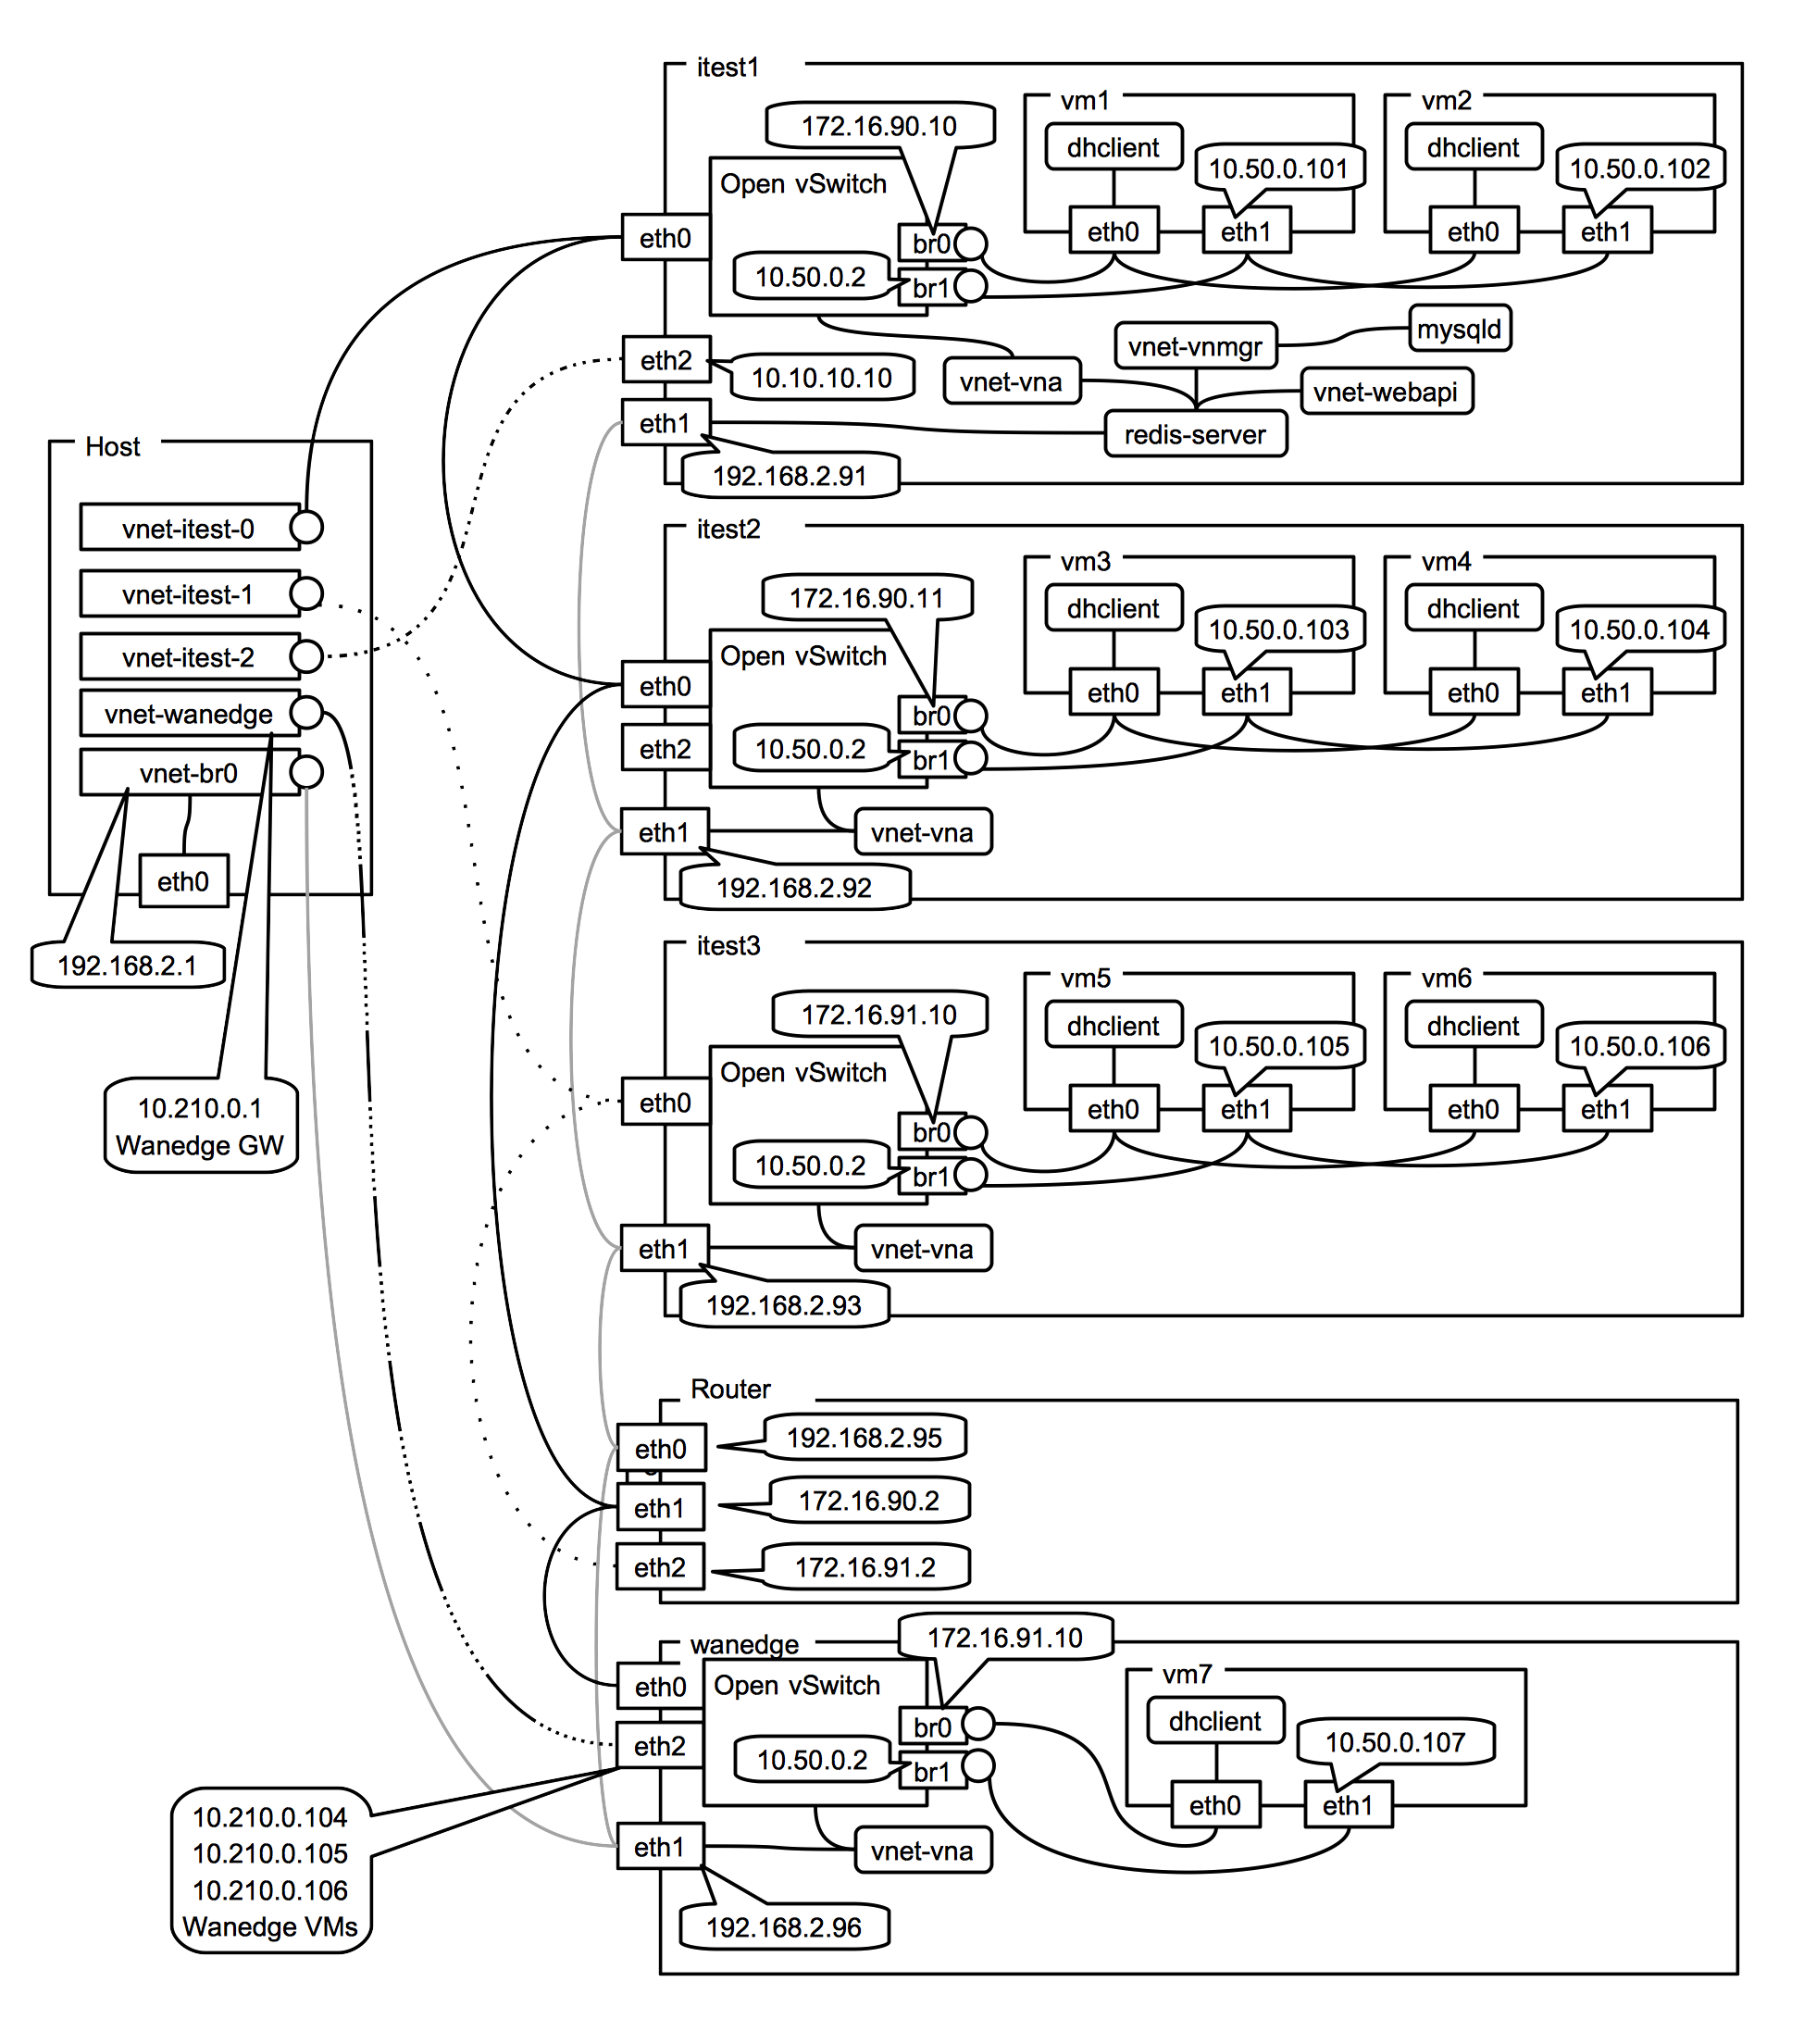 itest1
172.16.90.10
Open vSwitch
eth0
br0
10.50.0.2
br1
vm1
dhclient
10.50.0.101
eth0
eth1
vm2
dhclient
10.50.0.102
eth0
eth1
eth2
10.10.10.10
vnet-vnmgr
mysqld
vnet-vna
vnet-webapi
eth1
redis-server
192.168.2.91
Host
vnet-itest-0
vnet-itest-1
vnet-itest-2
vnet-wanedge
vnet-br0
eth0
192.168.2.1
10.210.0.1
Wanedge GW
itest2
172.16.90.11
Open vSwitch
eth0
br0
eth2
10.50.0.2
br1
vm3
dhclient
10.50.0.103
eth0
eth1
vm4
dhclient
10.50.0.104
eth0
eth1
eth1
vnet-vna
192.168.2.92
itest3
172.16.91.10
Open vSwitch
eth0
br0
10.50.0.2
br1
vm5
dhclient
10.50.0.105
eth0
eth1
vm6
dhclient
10.50.0.106
eth0
eth1
eth1
vnet-vna
192.168.2.93
Router
eth0
192.168.2.95
eth1
172.16.90.2
eth2
172.16.91.2
wanedge
172.16.91.10
Open vSwitch
eth0
br0
eth2
10.50.0.2
br1
vm7
dhclient
10.50.0.107
eth0
eth1
eth1
vnet-vna
192.168.2.96
10.210.0.104
10.210.0.105
10.210.0.106
Wanedge VMs